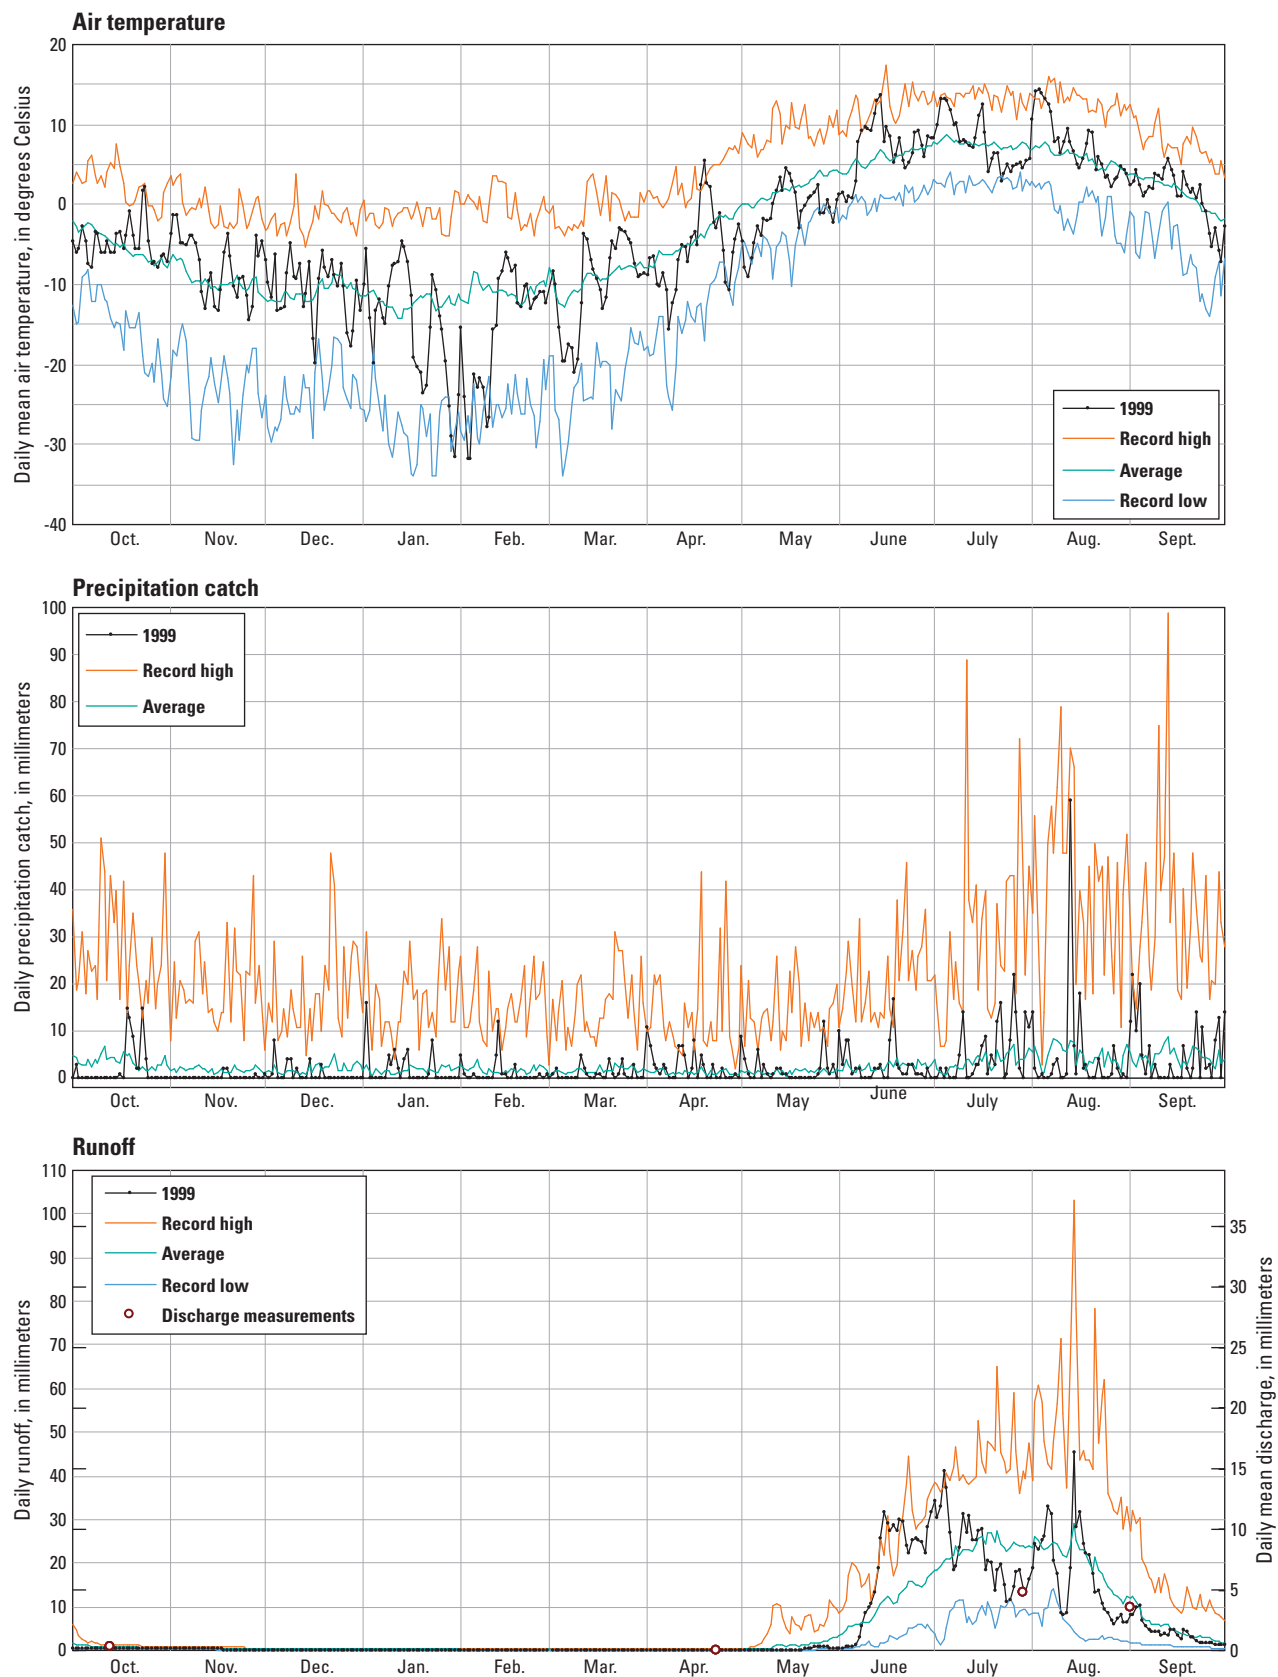 Air temperature
Daily mean air temperature, in degrees Celsius
20
10
0
-10
-20
-30
-40
1999
Record high
Average
Record low
Oct. Nov. Dec. Jan. Feb. Mar. Apr. May June July Aug. Sept.
Precipitation catch
Daily precipitation catch, in millimeters
100
90
80
70
60
50
40
30
20
10
0
1999
Record high
Average
Oct. Nov. Dec. Jan. Feb. Mar. Apr. May June July Aug. Sept.
Runoff
Daily runoff, in millimeters
110
100
90
80
70
60
50
40
30
20
10
0
1999
Record high
Average
Record low
Discharge measurements
35
30
25
20
15
10
5
0
Daily mean discharge, in millimeters
Oct. Nov. Dec. Jan. Feb. Mar. Apr. May June July Aug. Sept.